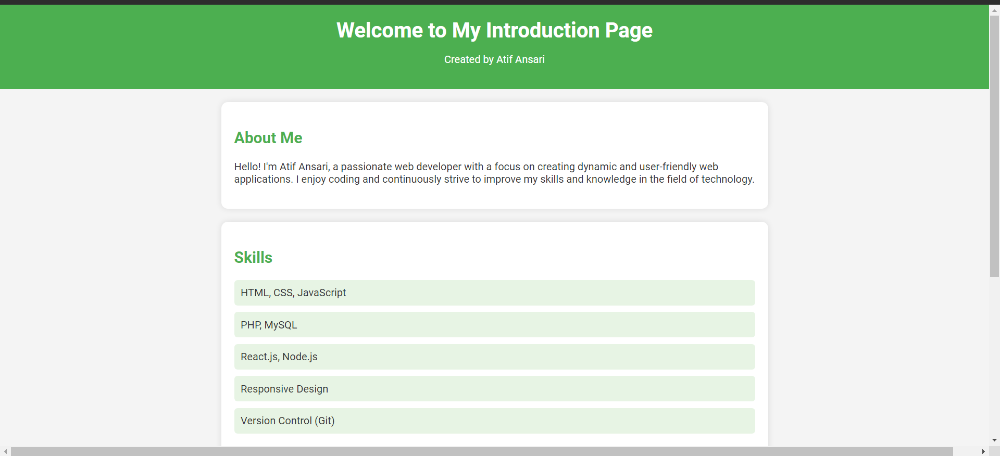 Welcome to My Introduction Page
Created by Atif Ansari
About Me
Hello! I'm Atif Ansari, a passionate web developer with a focus on creating dynamic and user-friendly web
applications. I enjoy coding and continuously strive to improve my skills and knowledge in the field of technology.
Skills
HTML, CSS, JavaScript
PHP, MySQL
React.js, Node.js
Responsive Design
Version Control (Git)